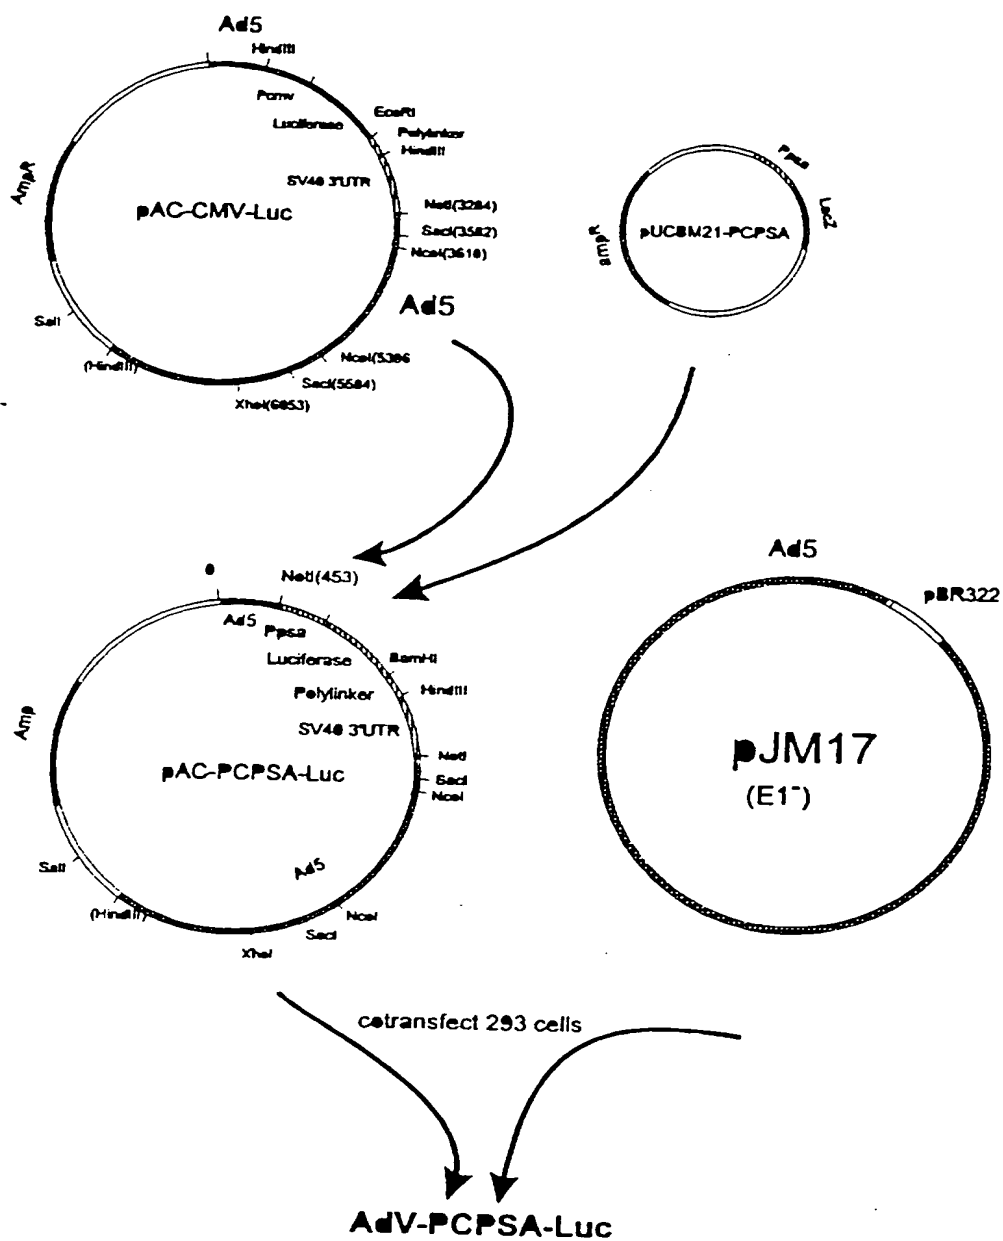 Ad5
HindIII
Pcmv
EcoRI
Luciferase
Polylinker
HindIII
AmpR
SV40 3'UTR
pAC-CMV-Luc
NotI(3284)
SacI(3582)
NcoI(3618)
Ad5
SalI
(HindIII)
NcoI(5386
SacI(5584)
XhoI(6053)
Ppsa
LacZ
pUCBM21-PCPSA
0
NotI(453)
Ad5
Ppsa
Luciferase
BamHI
Polylinker
HindIII
SV40 3'UTR
Amp
NotI
pAC-PCPSA-Luc
SacI
NcoI
Ad5
SalI
(HindIII)
NcoI
SacI
XhoI
Ad5
pBR322
pJM17
(E1-)
cotransfect 293 cells
AdV-PCPSA-Luc